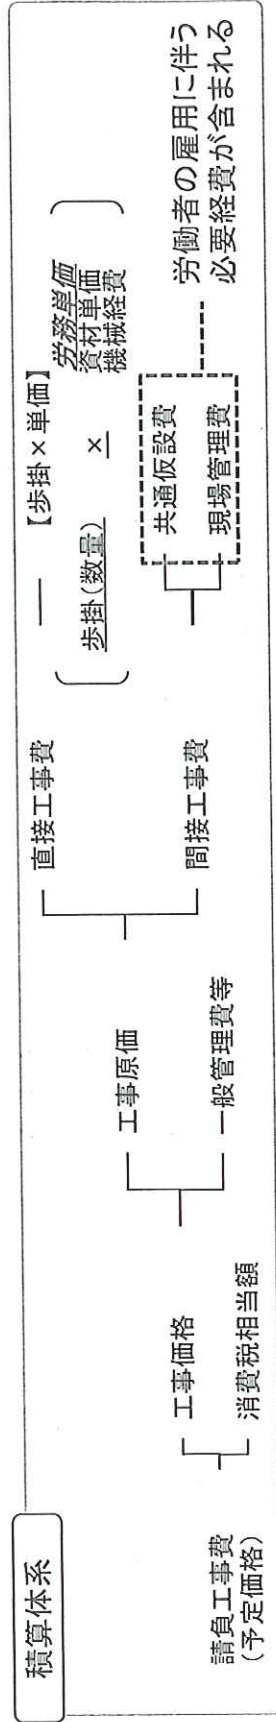 積算体系
請負工事費
(予定価格)
工事価格
消費税相当額
工事原価
一般管理費等
直接工事費
間接工事費
【歩掛×単価】
歩掛(数量) ×
労務単価
資材単価
機械経費
共通仮設費
現場管理費
労働者の雇用に伴う
必要経費が含まれる